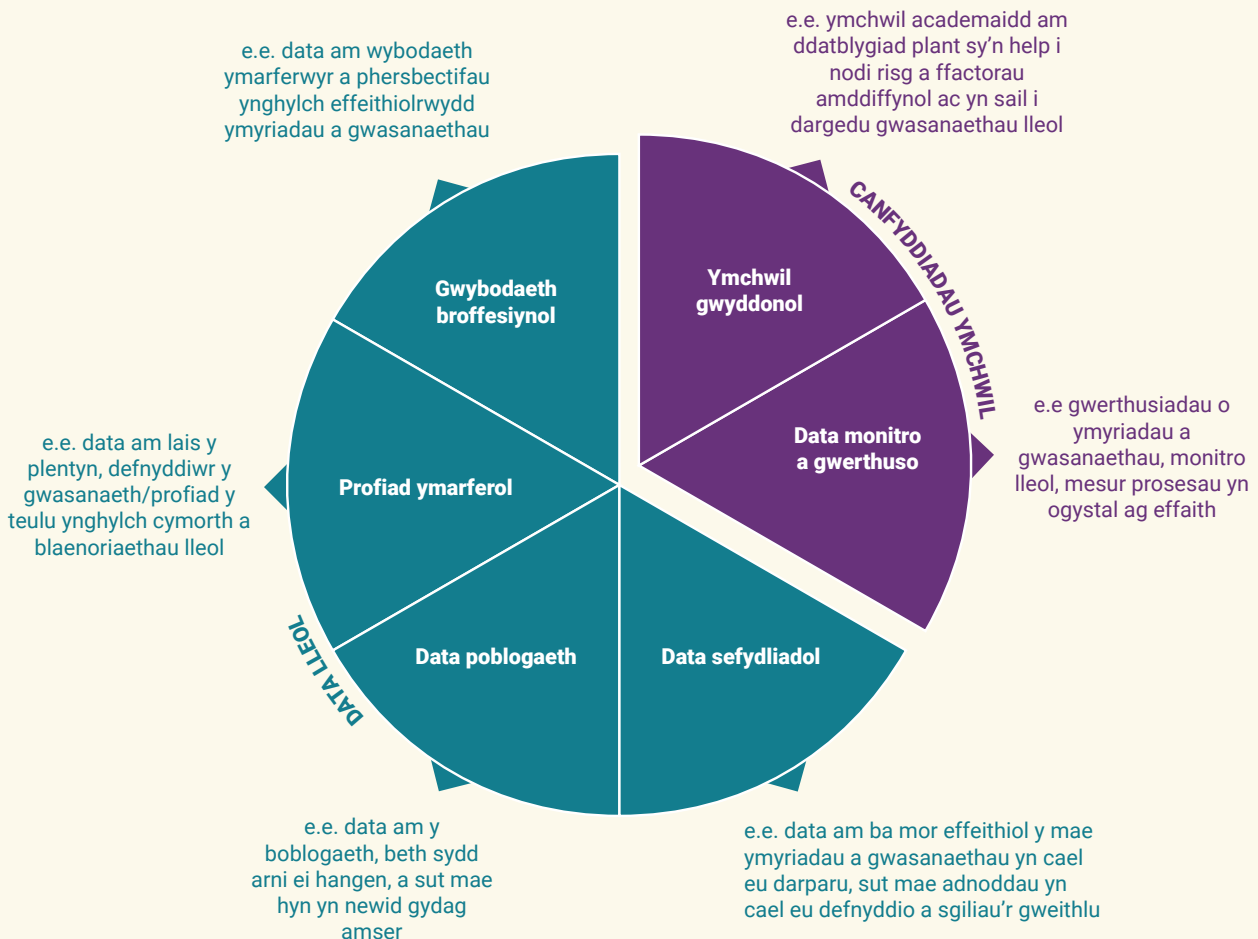 e.e. ymchwil academaidd am
ddatblygiad plant sy'n help i
nodi risg a ffactorau
amddiffynol ac yn sail i
dargedu gwasanaethau lleol
e.e. data am wybodaeth
ymarferwyr a phersbectifau
ynghylch effeithiolrwydd
ymyriadau a gwasanaethau
CANFYDDIADAU YMCHWIL
Gwybodaeth
broffesiynol
Ymchwil
gwyddonol
Data monitro
a gwerthuso
e.e gwerthusiadau o
ymyriadau a
gwasanaethau, monitro
lleol, mesur prosesau yn
ogystal ag effaith
e.e. data am lais y
plentyn, defnyddiwr y
gwasanaeth/profiad y
teulu ynghylch cymorth a
blaenoriaethau lleol
Profiad ymarferol
DATA LLEOL
Data poblogaeth
Data sefydliadol
e.e. data am y
boblogaeth, beth sydd
arni ei hangen, a sut mae
hyn yn newid gydag
amser
e.e. data am ba mor effeithiol y mae
ymyriadau a gwasanaethau yn cael
eu darparu, sut mae adnoddau yn
cael eu defnyddio a sgiliau'r gweithlu